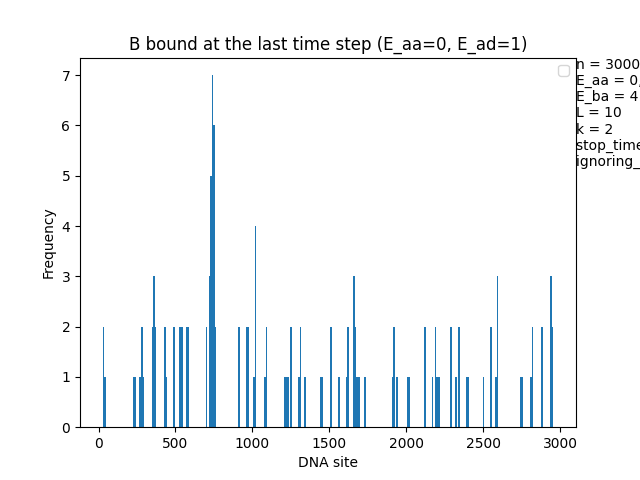 B bound at the last time step (E_aa=0, E_ad=1)
n = 3000
E_aa = 0,
E_ba = 4
L = 10
k = 2
stop_time
ignoring_
7
6
5
4
3
2
1
0
Frequency
0 500 1000 1500 2000 2500 3000
DNA site